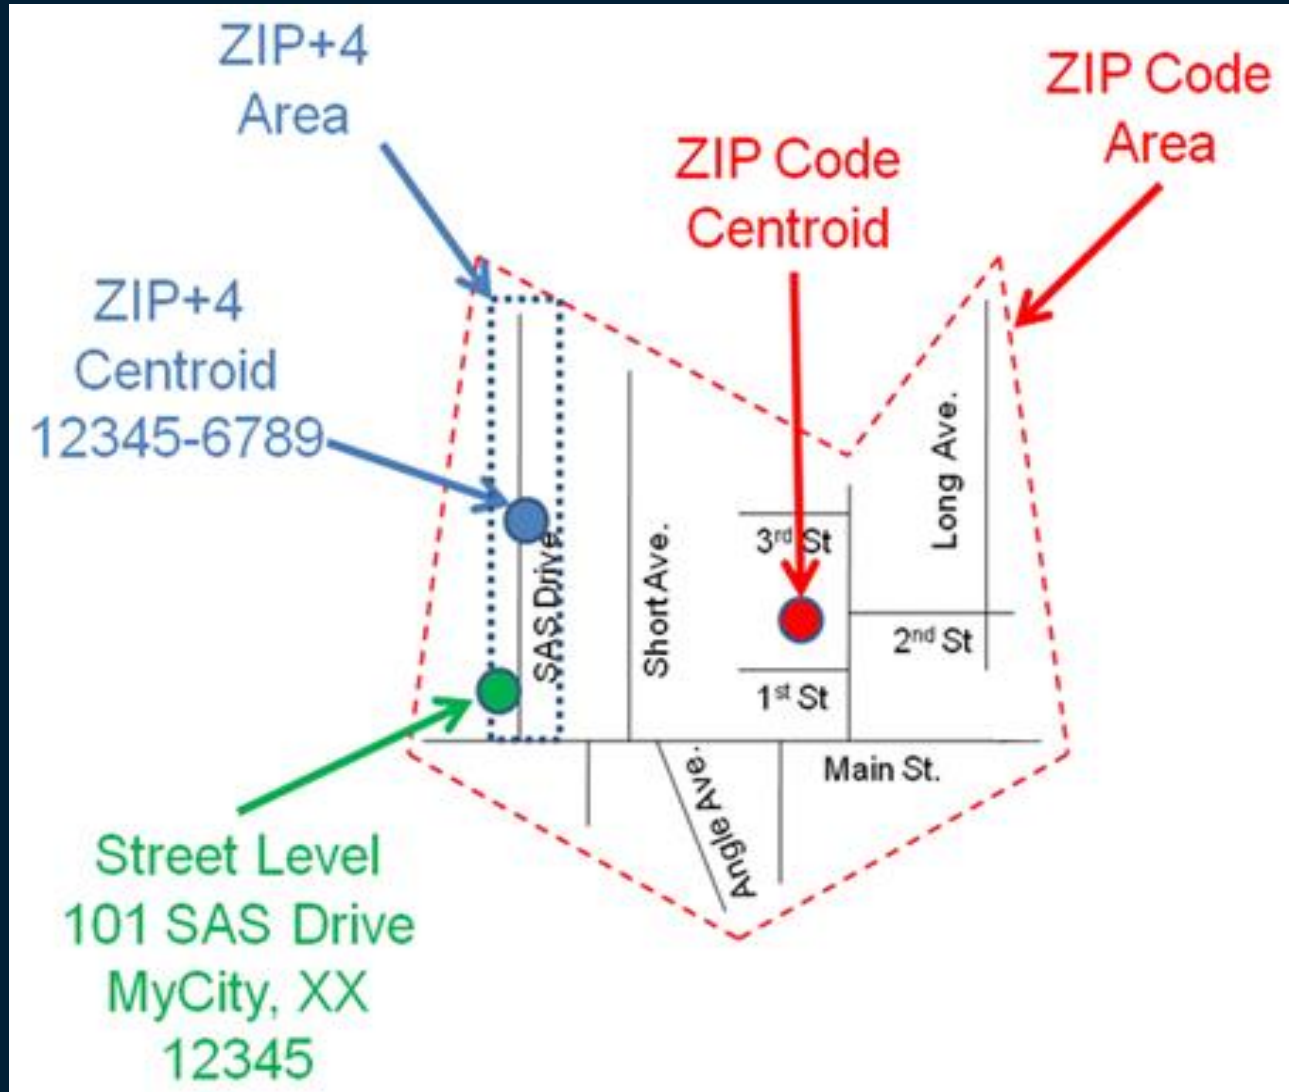 ZIP+4
Area
ZIP Code
Area
ZIP Code
Centroid
ZIP+4
Centroid
12345-6789
SAS Drive
Short Ave.
3rd St
Long Ave.
2nd St
1st St
Main St.
Angle Ave.
Street Level
101 SAS Drive
MyCity, XX
12345